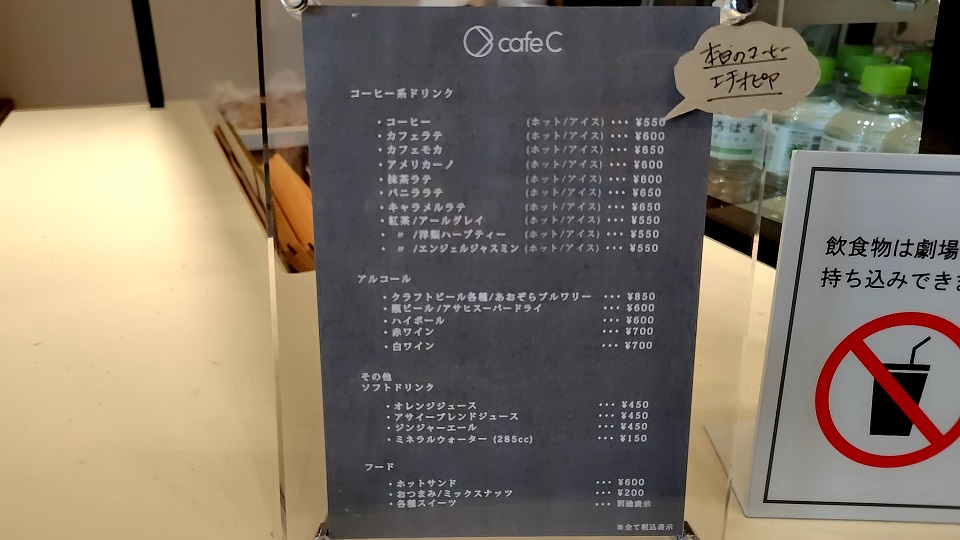 cafe C
本日のコーヒー
エチオピア
コーヒー系ドリンク
・コーヒー (ホット/アイス) ・・・ ¥550
・カフェラテ (ホット/アイス) ・・・ ¥600
・カフェモカ (ホット/アイス) ・・・ ¥650
・アメリカーノ (ホット/アイス) ・・・ ¥600
・抹茶ラテ (ホット/アイス) ・・・ ¥600
・バニララテ (ホット/アイス) ・・・ ¥650
・キャラメルラテ (ホット/アイス) ・・・ ¥650
・紅茶/アールグレイ (ホット/アイス) ・・・ ¥550
・ 〃 /洋梨ハーブティー (ホット/アイス) ・・・ ¥550
・ 〃 /エンジェルジャスミン (ホット/アイス) ・・・ ¥550
アルコール
・クラフトビール各種/あおぞらブルワリー ・・・ ¥850
・瓶ビール/アサヒスーパードライ ・・・ ¥600
・ハイボール ・・・ ¥600
・赤ワイン ・・・ ¥700
・白ワイン ・・・ ¥700
その他
ソフトドリンク
・オレンジジュース ・・・ ¥450
・アサイーブレンドジュース ・・・ ¥450
・ジンジャーエール ・・・ ¥450
・ミネラルウォーター (285cc) ・・・ ¥150
フード
・ホットサンド ・・・ ¥600
・おつまみ/ミックスナッツ ・・・ ¥200
・各種スイーツ ・・・ 別途表示
※全て税込表示
ろはす
飲食物は劇場
持ち込みでき